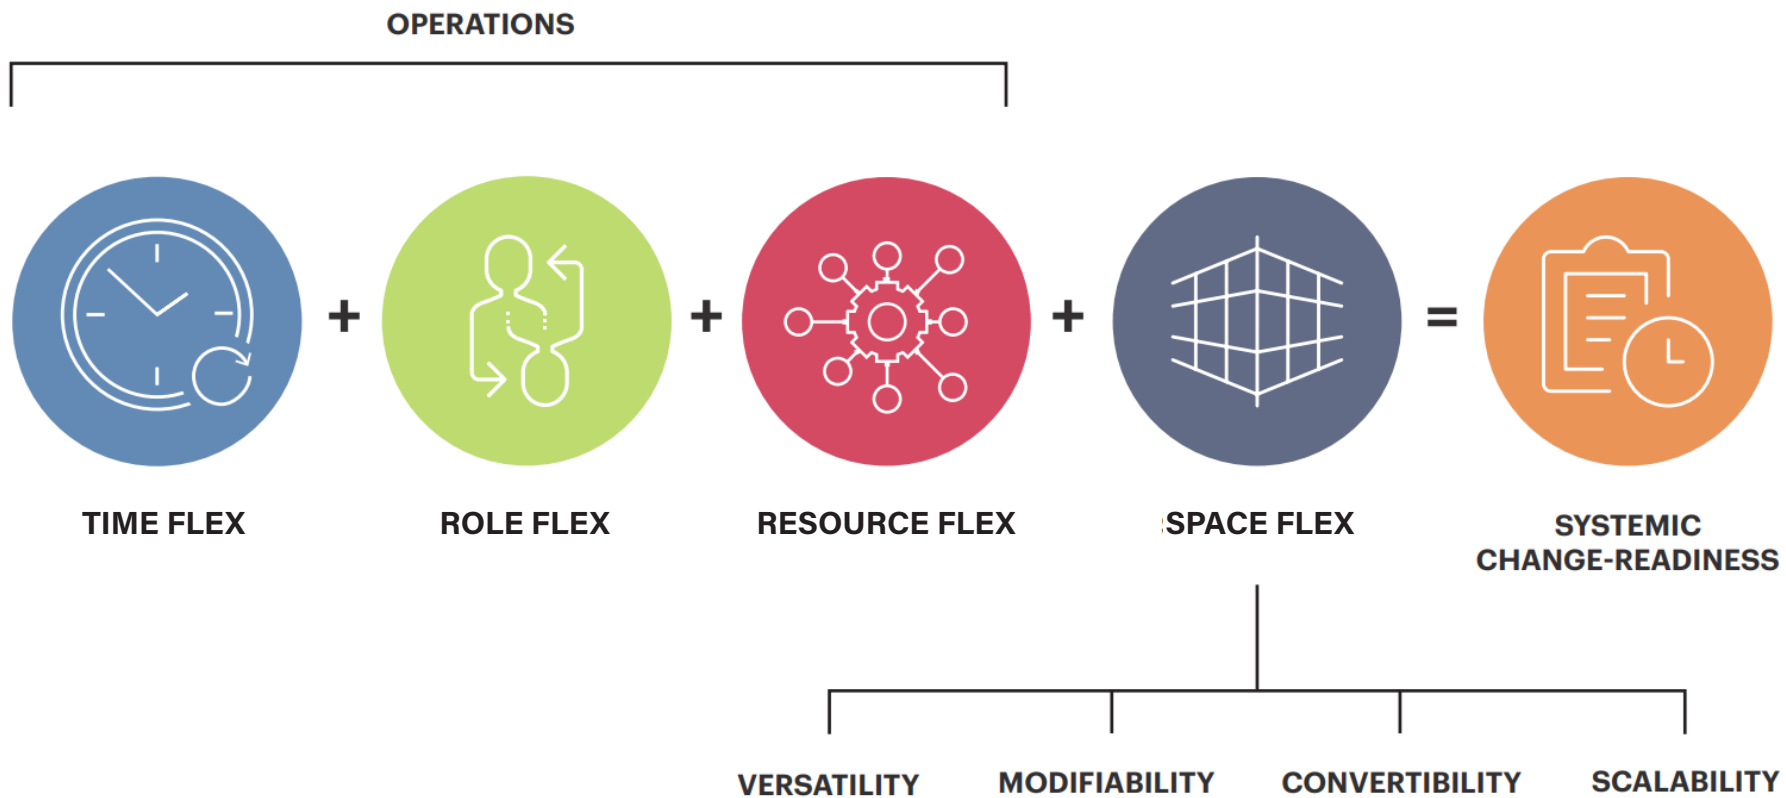 OPERATIONS
+
+
+
=
TIME FLEX
ROLE FLEX
RESOURCE FLEX
SPACE FLEX
SYSTEMIC
CHANGE-READINESS
VERSATILITY
MODIFIABILITY
CONVERTIBILITY
SCALABILITY